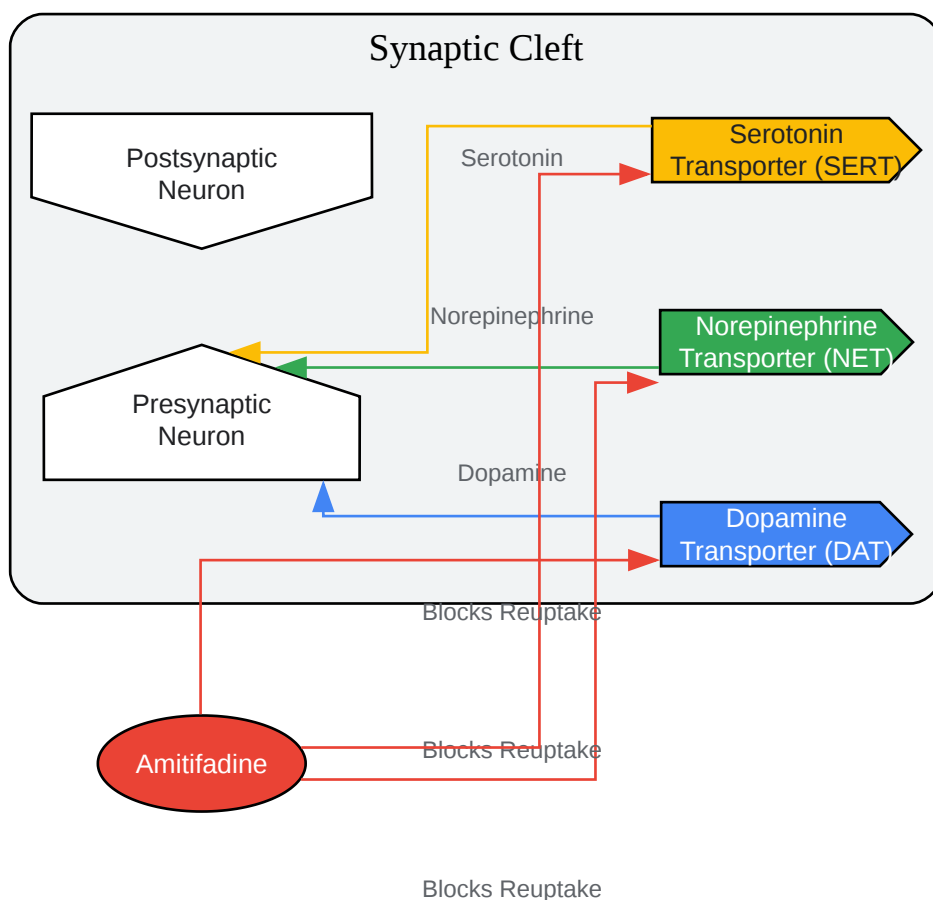 Synaptic Cleft
Postsynaptic
Neuron
Serotonin
Serotonin
Transporter (SERT)
Norepinephrine
Norepinephrine
Transporter (NET)
Presynaptic
Neuron
Dopamine
Dopamine
Transporter (DAT)
Blocks Reuptake
Amitifadine
Blocks Reuptake
Blocks Reuptake